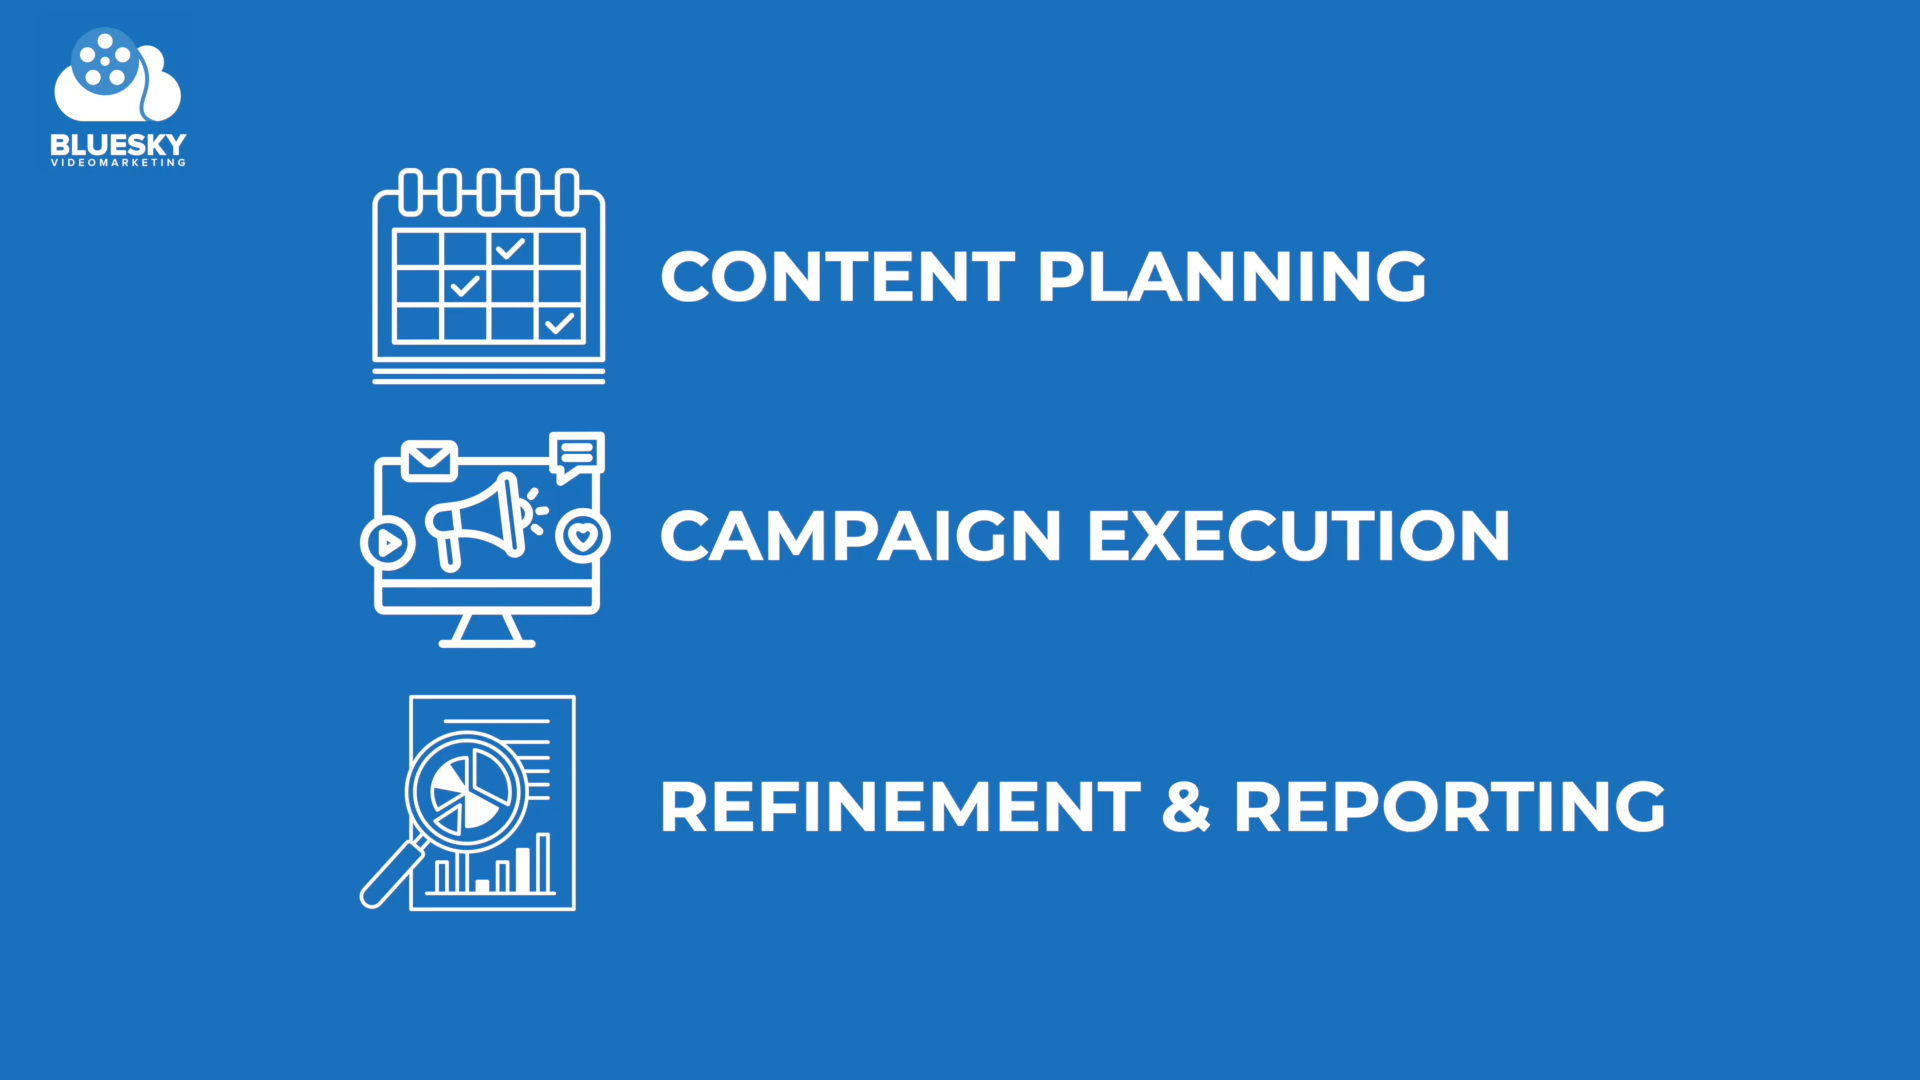 BLUESKY
VIDEOMARKETING
CONTENT PLANNING
CAMPAIGN EXECUTION
REFINEMENT & REPORTING